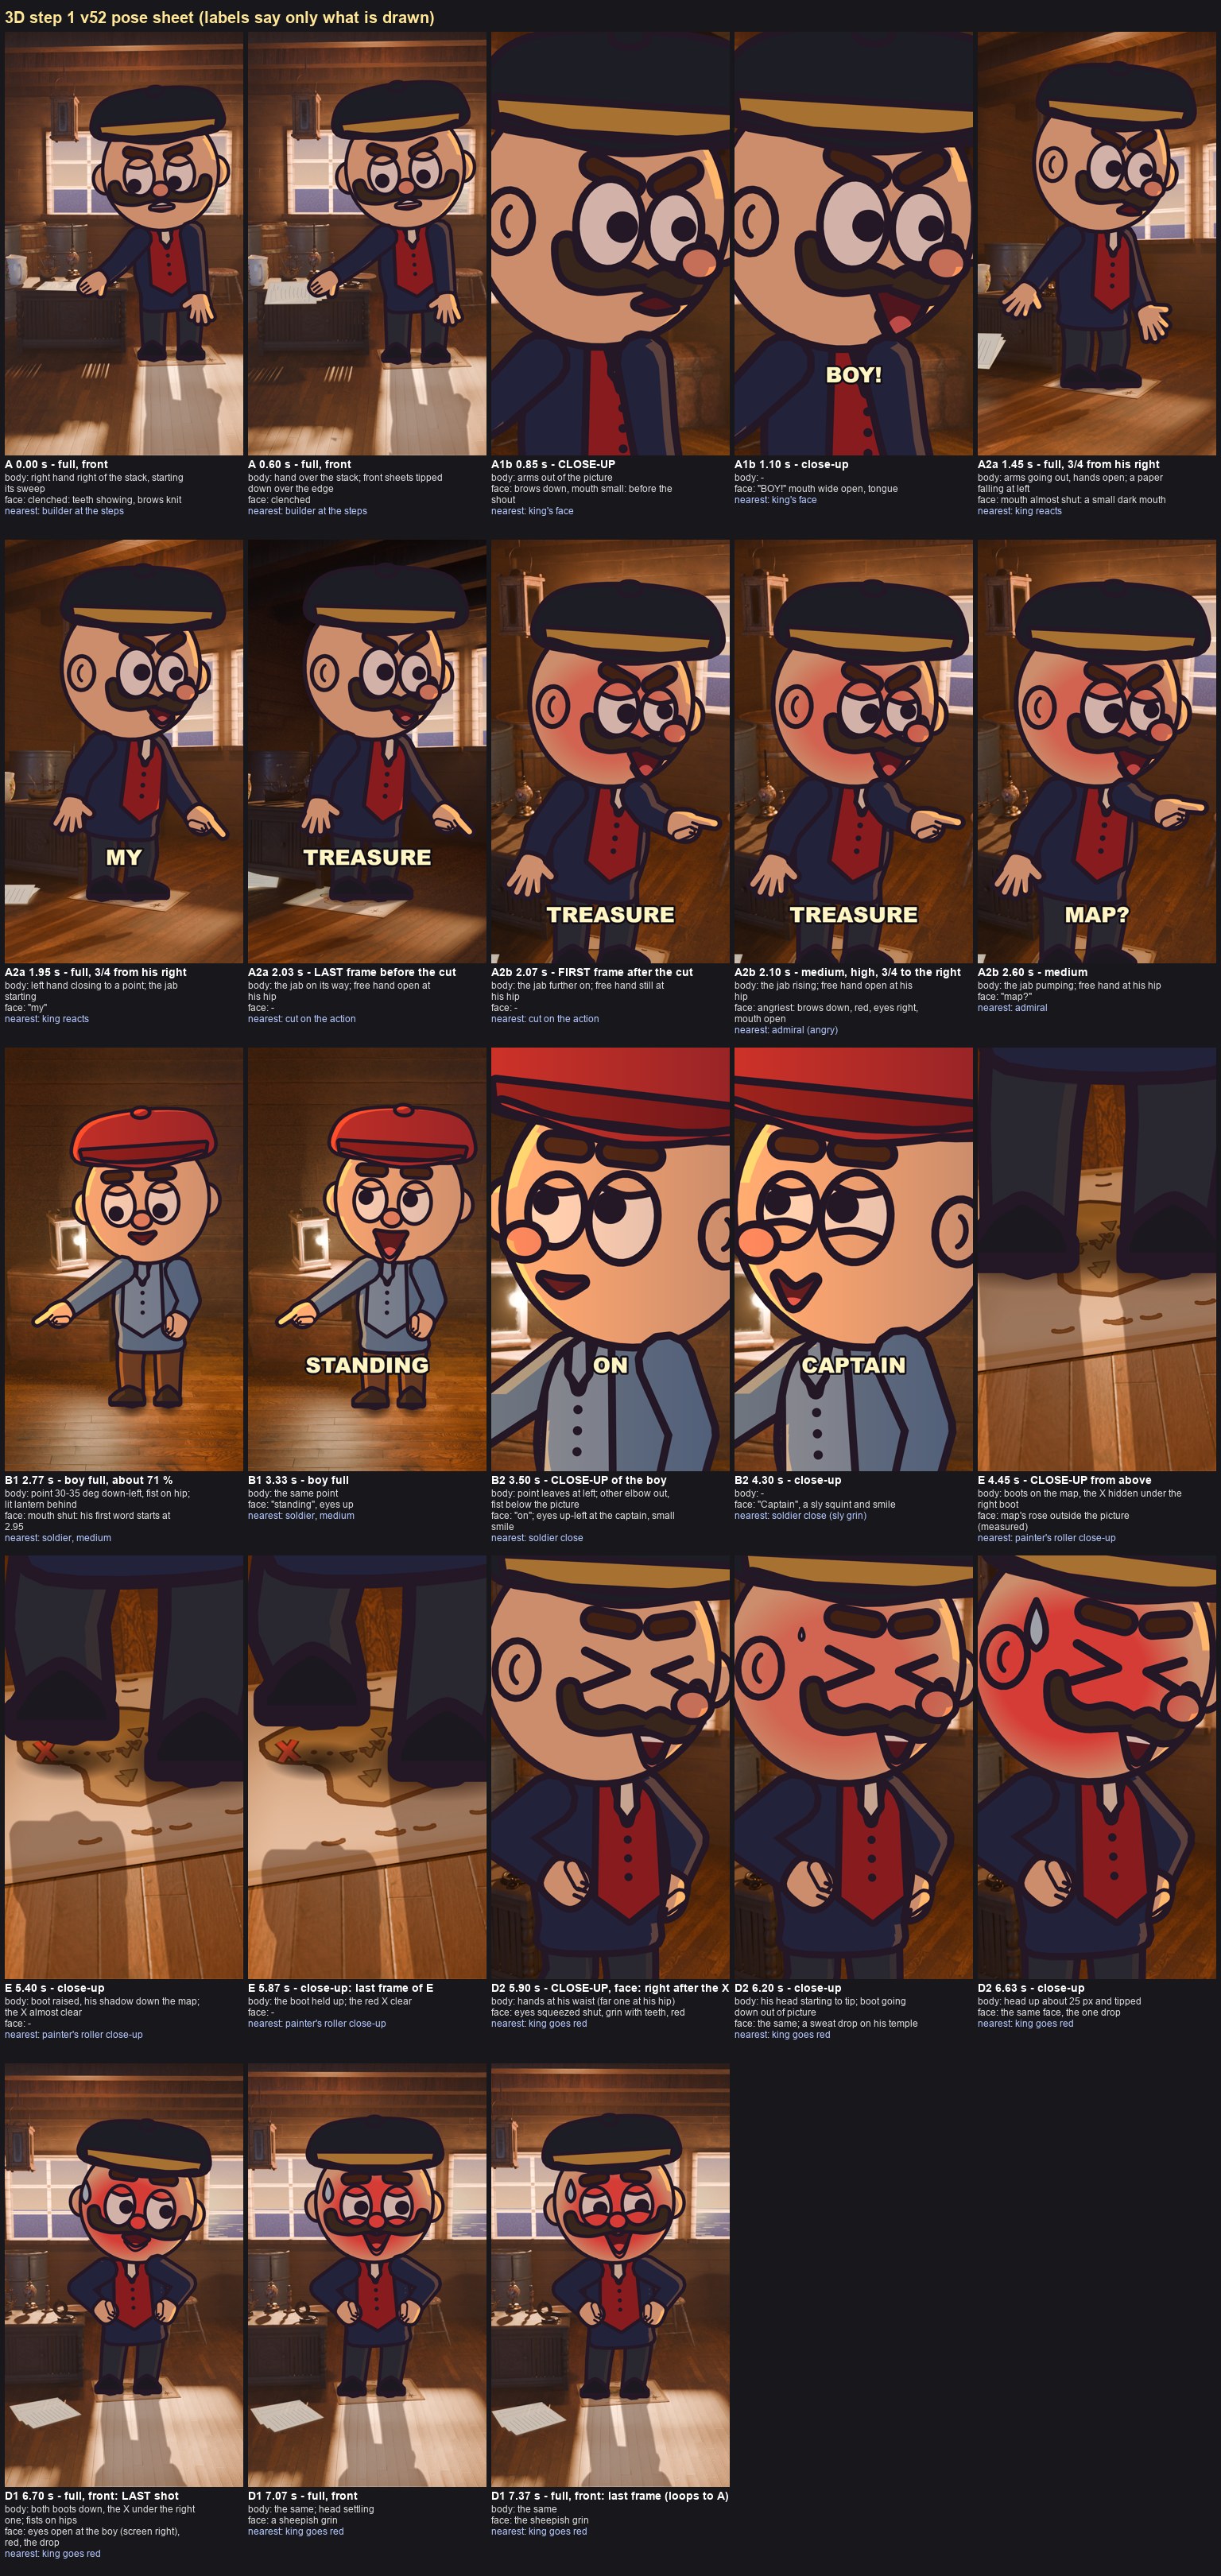 3D step 1 v52 pose sheet (labels say only what is drawn)
BOY!
A 0.00 s - full, front
body: right hand right of the stack, starting
its sweep
face: clenched: teeth showing, brows knit
nearest: builder at the steps
A 0.60 s - full, front
body: hand over the stack; front sheets tipped
down over the edge
face: clenched
nearest: builder at the steps
A1b 0.85 s - CLOSE-UP
body: arms out of the picture
face: brows down, mouth small: before the
shout
nearest: king's face
A1b 1.10 s - close-up
body: -
face: "BOY!" mouth wide open, tongue
nearest: king's face
A2a 1.45 s - full, 3/4 from his right
body: arms going out, hands open; a paper
falling at left
face: mouth almost shut: a small dark mouth
nearest: king reacts
MY
TREASURE
TREASURE
TREASURE
MAP?
A2a 1.95 s - full, 3/4 from his right
body: left hand closing to a point; the jab
starting
face: "my"
nearest: king reacts
A2a 2.03 s - LAST frame before the cut
body: the jab on its way; free hand open at
his hip
face: -
nearest: cut on the action
A2b 2.07 s - FIRST frame after the cut
body: the jab further on; free hand still at
his hip
face: -
nearest: cut on the action
A2b 2.10 s - medium, high, 3/4 to the right
body: the jab rising; free hand open at his
hip
face: angriest: brows down, red, eyes right,
mouth open
nearest: admiral (angry)
A2b 2.60 s - medium
body: the jab pumping; free hand at his hip
face: "map?"
nearest: admiral
STANDING
ON
CAPTAIN
B1 2.77 s - boy full, about 71 %
body: point 30-35 deg down-left, fist on hip;
lit lantern behind
face: mouth shut: his first word starts at
2.95
nearest: soldier, medium
B1 3.33 s - boy full
body: the same point
face: "standing", eyes up
nearest: soldier, medium
B2 3.50 s - CLOSE-UP of the boy
body: point leaves at left; other elbow out,
fist below the picture
face: "on"; eyes up-left at the captain, small
smile
nearest: soldier close
B2 4.30 s - close-up
body: -
face: "Captain", a sly squint and smile
nearest: soldier close (sly grin)
E 4.45 s - CLOSE-UP from above
body: boots on the map, the X hidden under the
right boot
face: map's rose outside the picture
(measured)
nearest: painter's roller close-up
E 5.40 s - close-up
body: boot raised, his shadow down the map;
the X almost clear
face: -
nearest: painter's roller close-up
E 5.87 s - close-up: last frame of E
body: the boot held up; the red X clear
face: -
nearest: painter's roller close-up
D2 5.90 s - CLOSE-UP, face: right after the X
body: hands at his waist (far one at his hip)
face: eyes squeezed shut, grin with teeth, red
nearest: king goes red
D2 6.20 s - close-up
body: his head starting to tip; boot going
down out of picture
face: the same; a sweat drop on his temple
nearest: king goes red
D2 6.63 s - close-up
body: head up about 25 px and tipped
face: the same face, the one drop
nearest: king goes red
D1 6.70 s - full, front: LAST shot
body: both boots down, the X under the right
one; fists on hips
face: eyes open at the boy (screen right),
red, the drop
nearest: king goes red
D1 7.07 s - full, front
body: the same; head settling
face: a sheepish grin
nearest: king goes red
D1 7.37 s - full, front: last frame (loops to A)
body: the same
face: the sheepish grin
nearest: king goes red